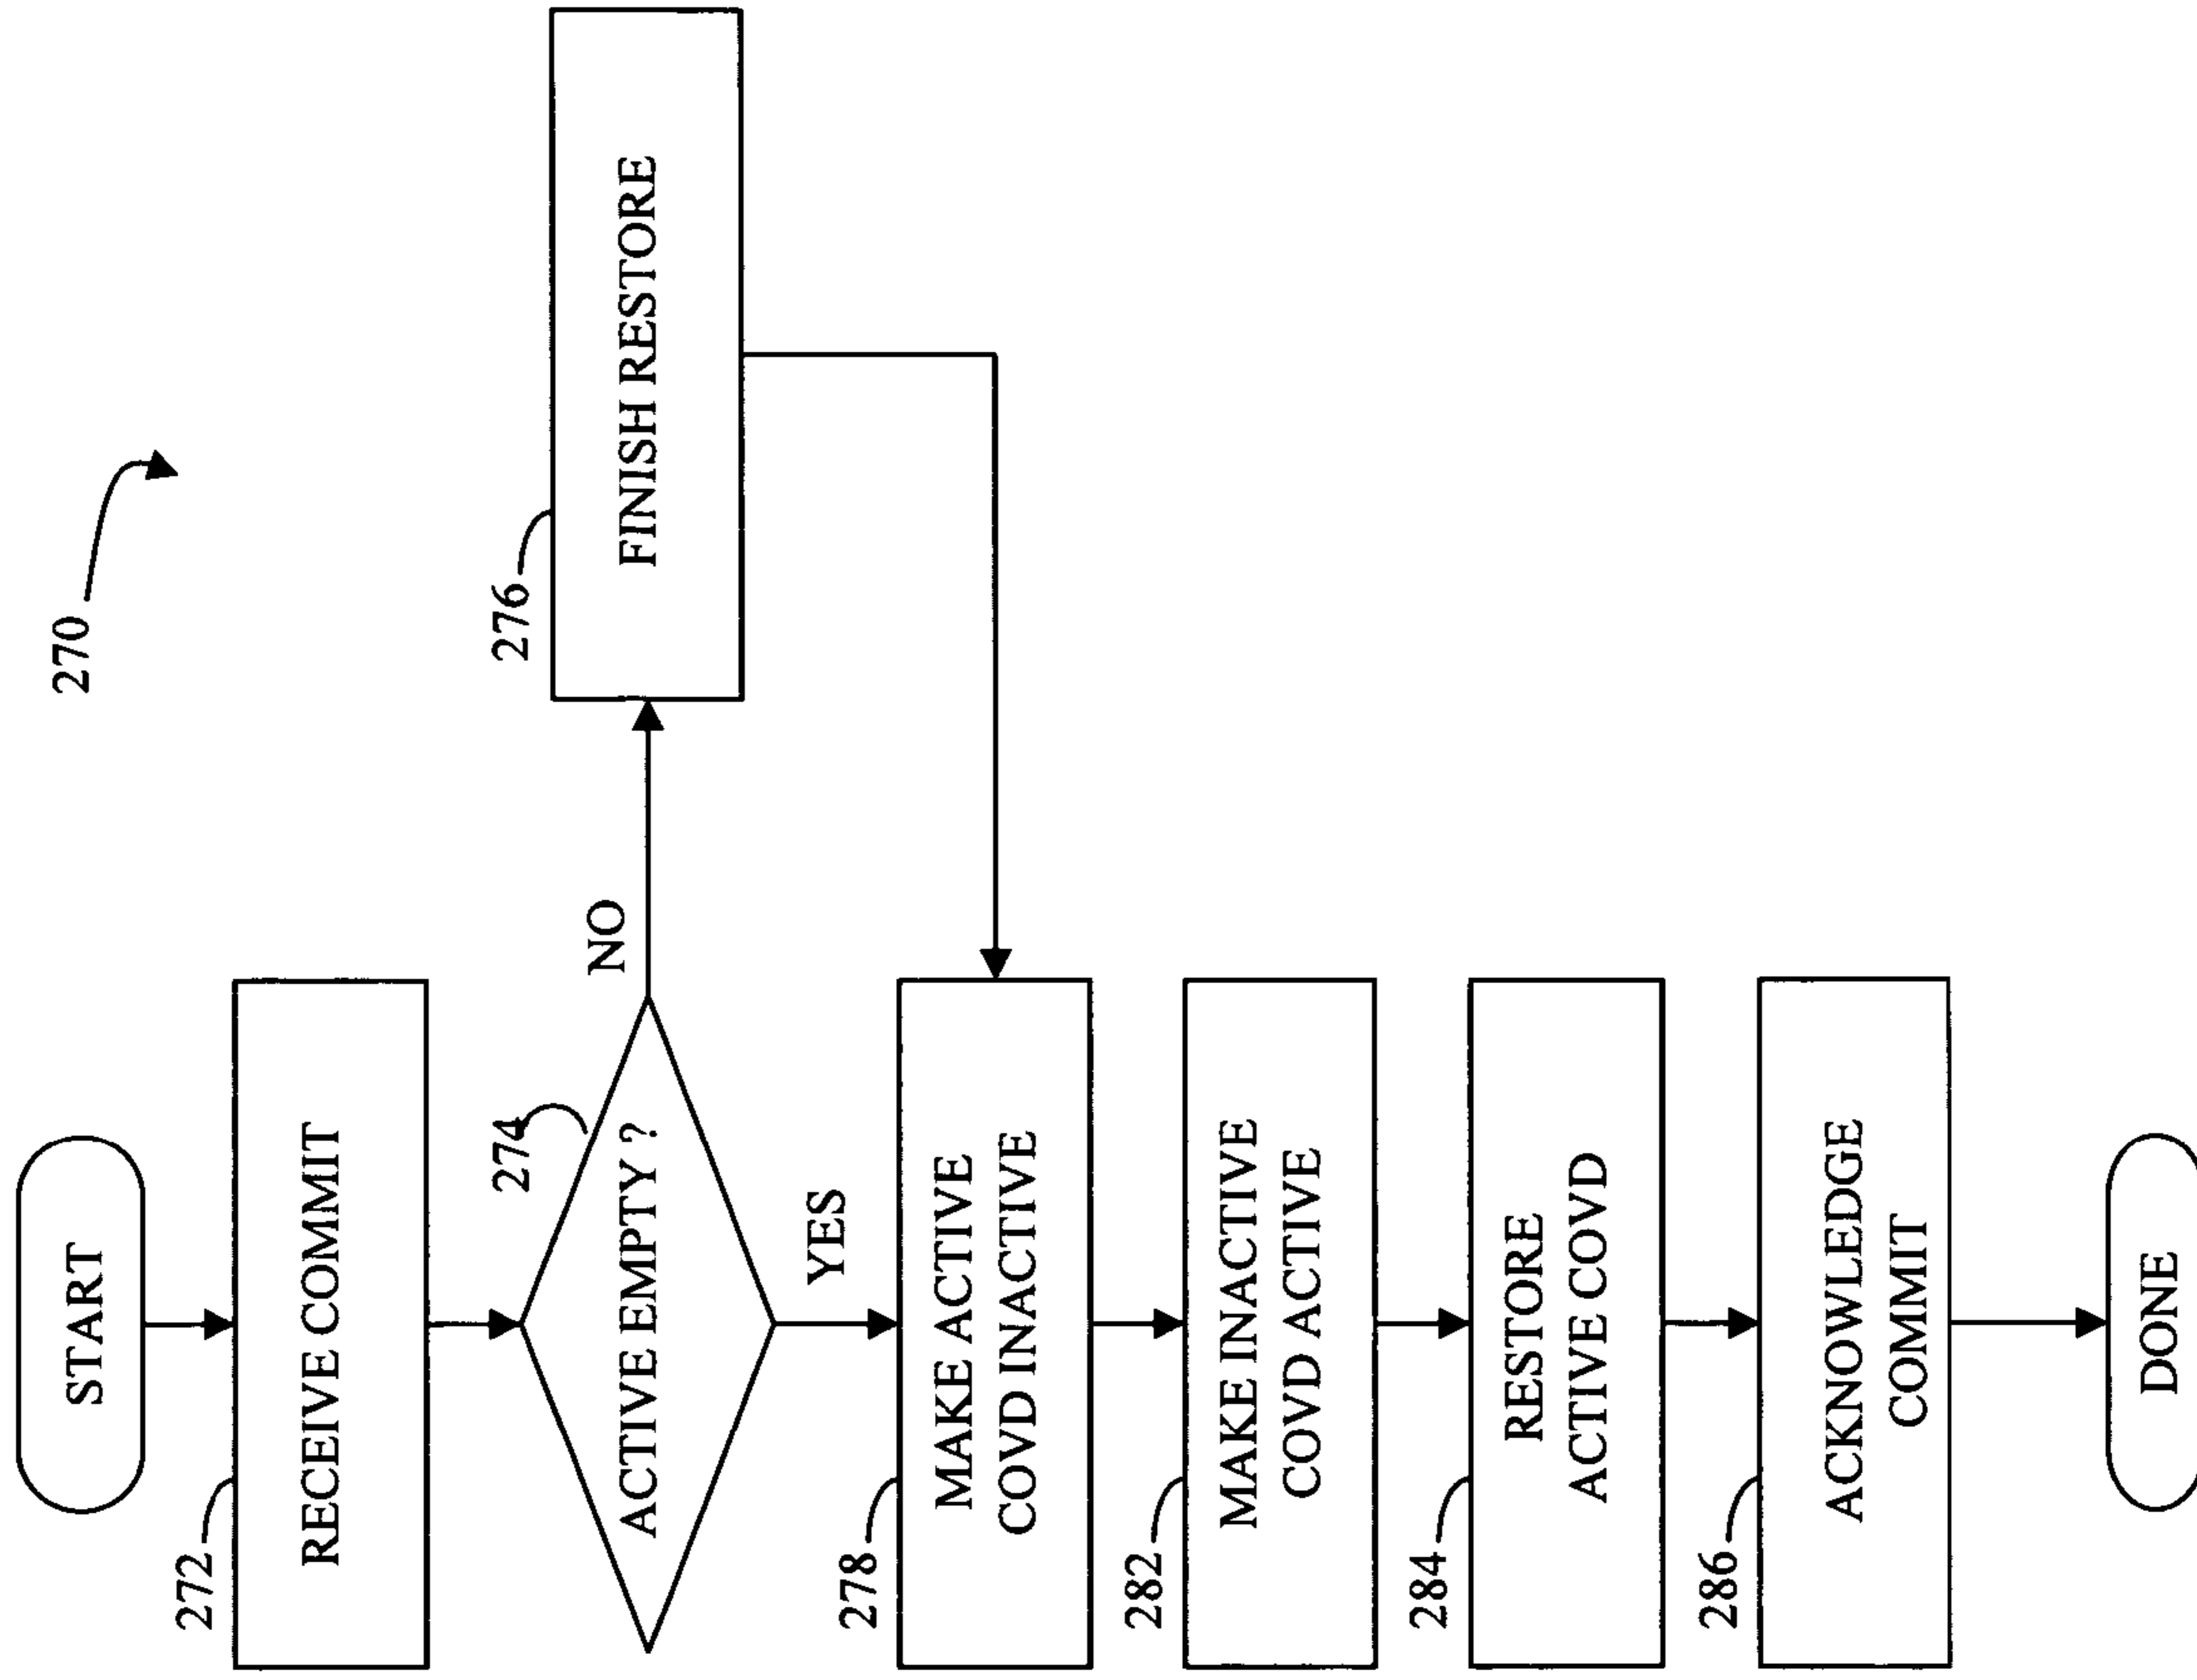 270
START
272
RECEIVE COMMIT
274
ACTIVE EMPTY ?
NO
276
FINISH RESTORE
YES
278
MAKE ACTIVE
COVD INACTIVE
282
MAKE INACTIVE
COVD ACTIVE
284
RESTORE
ACTIVE COVD
286
ACKNOWLEDGE
COMMIT
DONE